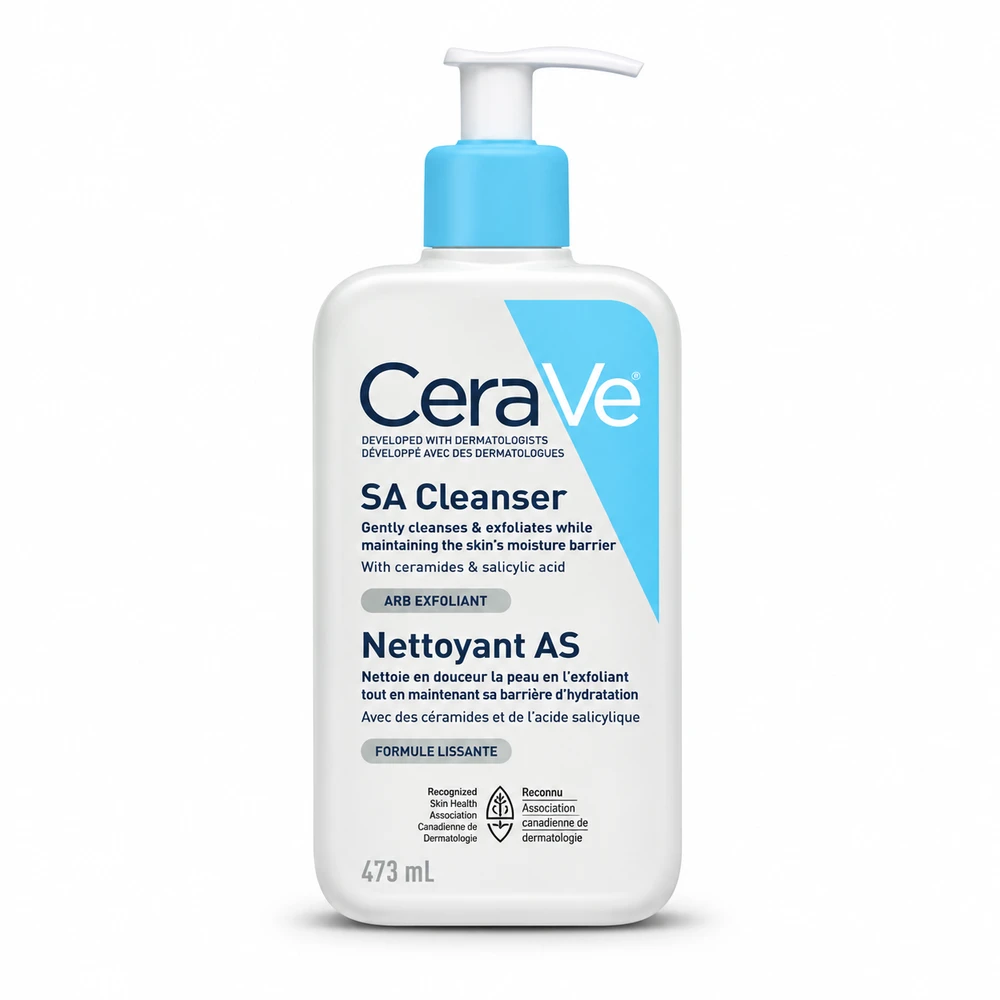 CeraVe®
DEVELOPED WITH DERMATOLOGISTS
DÉVELOPPÉ AVEC DES DERMATOLOGUES
SA Cleanser
Gently cleanses & exfoliates while
maintaining the skin's moisture barrier
With ceramides & salicylic acid
ARB EXFOLIANT
Nettoyant AS
Nettoie en douceur la peau en l'exfoliant
tout en maintenant sa barrière d'hydratation
Avec des céramides et de l'acide salicylique
FORMULE LISSANTE
Recognized
Skin Health
Association
Canadienne de
Dermatologie
Reconnu
Association
canadienne de
dermatologie
473 mL